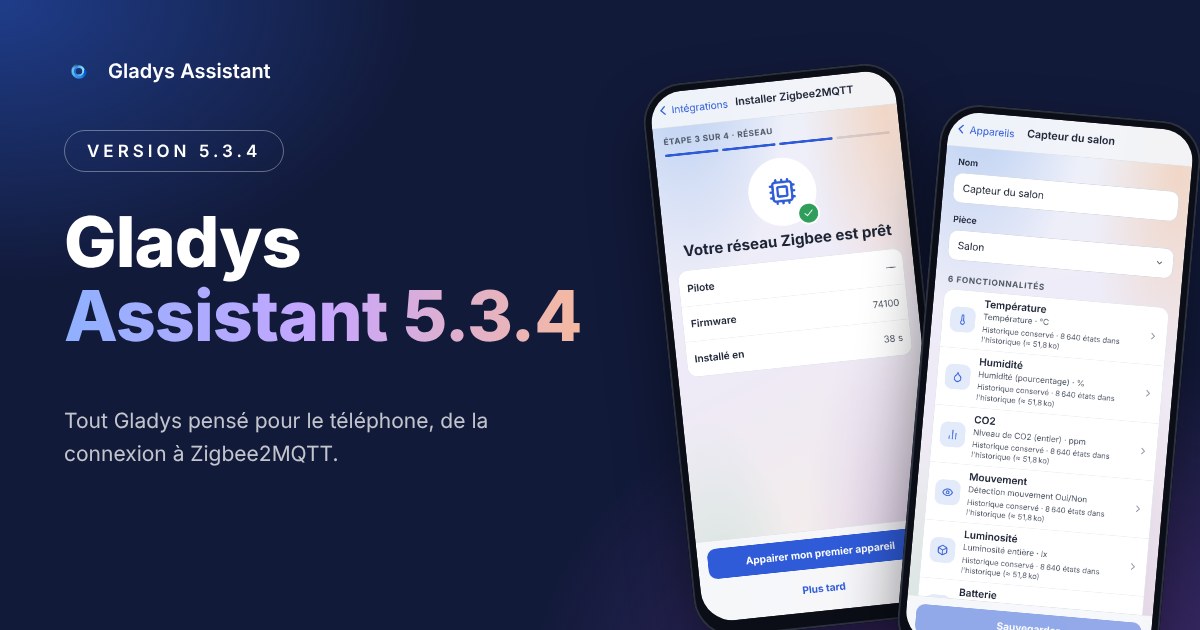 Gladys Assistant
VERSION 5.3.4
Gladys
Assistant 5.3.4
Tout Gladys pensé pour le téléphone, de la
connexion à Zigbee2MQTT.
Intégrations Installer Zigbee2MQTT
ÉTAPE 3 SUR 4 · RÉSEAU
Votre réseau Zigbee est prêt
Pilote —
Firmware 74100
Installé en 38 s
Appairer mon premier appareil
Plus tard
Appareils Capteur du salon
Nom
Capteur du salon
Pièce
Salon
6 FONCTIONNALITÉS
Température
Température · °C
Historique conservé · 8 640 états dans
l'historique (≈ 51,8 ko)
Humidité
Humidité (pourcentage) · %
Historique conservé · 8 640 états dans
l'historique (≈ 51,8 ko)
CO2
Niveau de CO2 (entier) · ppm
Historique conservé · 8 640 états dans
l'historique (≈ 51,8 ko)
Mouvement
Détection mouvement Oui/Non
Historique conservé · 8 640 états dans
l'historique (≈ 51,8 ko)
Luminosité
Luminosité entière · lx
Historique conservé · 8 640 états dans
l'historique (≈ 51,8 ko)
Batterie
Sauvegarder